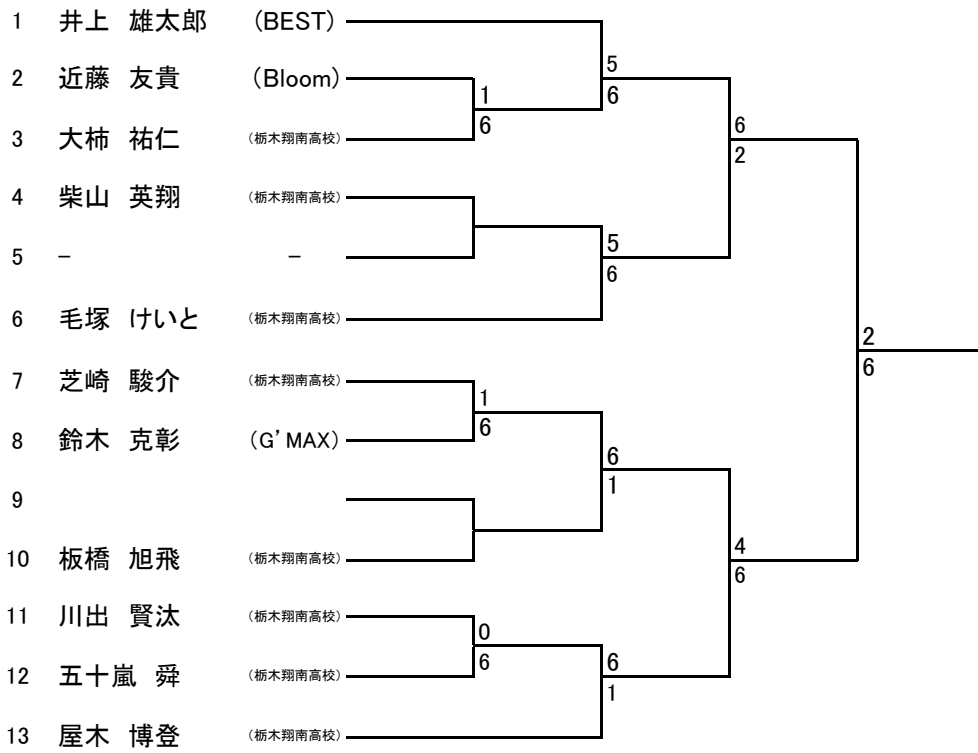 1 井上 雄太郎 (BEST)
5
2 近藤 友貴 (Bloom)
1
6
6
6
3 大柿 祐仁 (栃木翔南高校)
2
4 柴山 英翔 (栃木翔南高校)
5
5 － －
6
6 毛塚 けいと (栃木翔南高校)
2
6
7 芝崎 駿介 (栃木翔南高校)
1
6
8 鈴木 克彰 (G'MAX)
6
1
9
4
10 板橋 旭飛 (栃木翔南高校)
6
11 川出 賢汰 (栃木翔南高校)
0
6
6
12 五十嵐 舜 (栃木翔南高校)
1
13 屋木 博登 (栃木翔南高校)